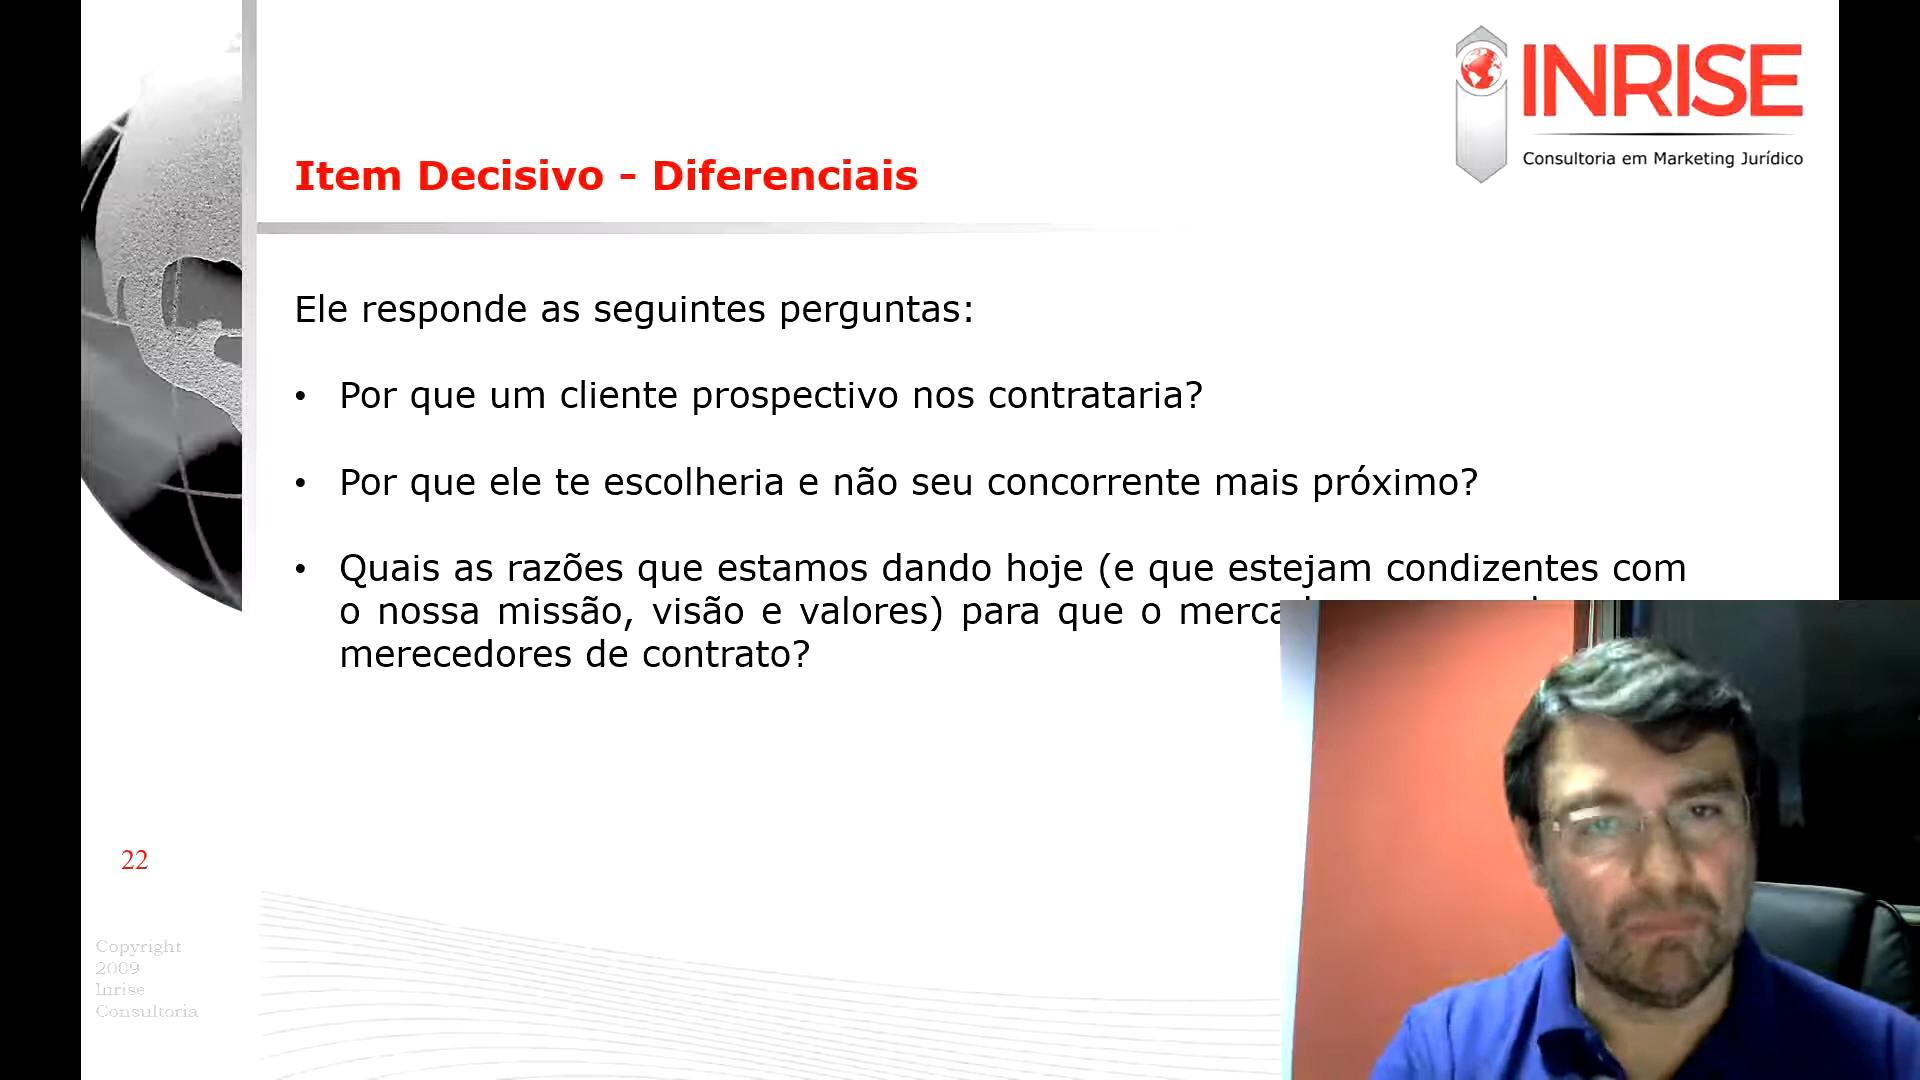 INRISE
Consultoria em Marketing Jurídico
Item Decisivo - Diferenciais
Ele responde as seguintes perguntas:
• Por que um cliente prospectivo nos contrataria?
• Por que ele te escolheria e não seu concorrente mais próximo?
• Quais as razões que estamos dando hoje (e que estejam condizentes com
o nossa missão, visão e valores) para que o
merecedores de contrato?
22
Copyright
2009
Inrise
Consultoria